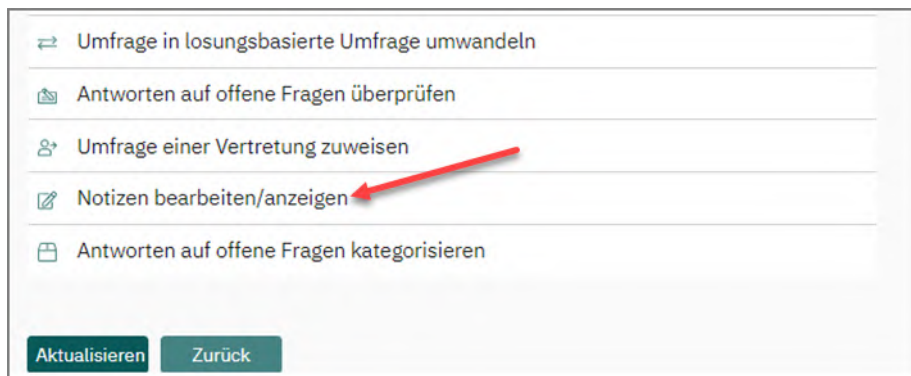 Umfrage in losungsbasierte Umfrage umwandeln
Antworten auf offene Fragen überprüfen
Umfrage einer Vertretung zuweisen
Notizen bearbeiten/anzeigen
Antworten auf offene Fragen kategorisieren
Aktualisieren Zurück